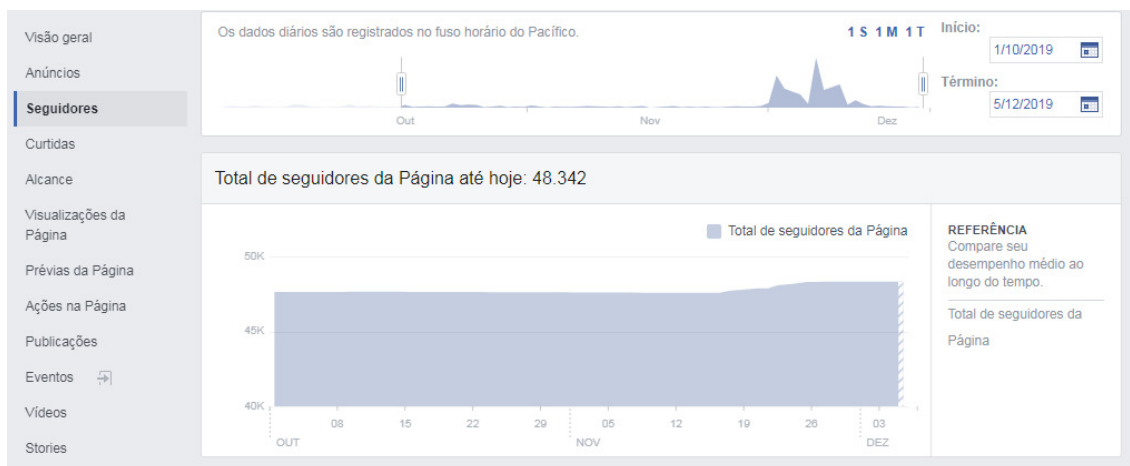 Visão geral
Anúncios
Seguidores
Curtidas
Alcance
Visualizações da
Página
Prévias da Página
Ações na Página
Publicações
Eventos
Vídeos
Stories
Os dados diários são registrados no fuso horário do Pacífico.
1 S 1 M 1 T
Início:
1/10/2019
Término:
5/12/2019
Out Nov Dez
Total de seguidores da Página até hoje: 48.342
Total de seguidores da Página
50K
45K
40K
08 15 22 29 05 12 19 26 03
OUT NOV DEZ
REFERÊNCIA
Compare seu
desempenho médio ao
longo do tempo.
Total de seguidores da
Página